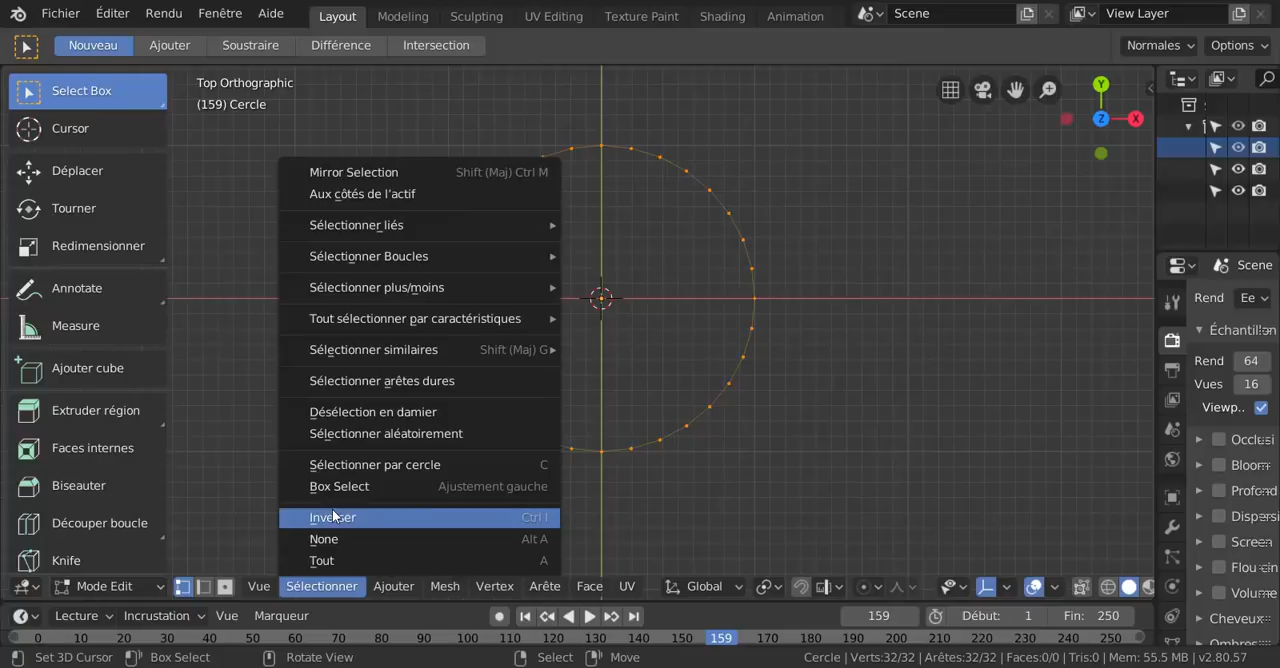 Fichier Éditer Rendu Fenêtre Aide Layout Modeling Sculpting UV Editing Texture Paint Shading Animation Scene View Layer
Nouveau Ajouter Soustraire Différence Intersection Normales Options
Select Box
Cursor
Déplacer
Tourner
Redimensionner
Annotate
Measure
Ajouter cube
Extruder région
Faces internes
Biseauter
Découper boucle
Knife
Top Orthographic
(159) Cercle
Y
Z X
Mirror Selection Shift (Maj) Ctrl M
Aux côtés de l'actif
Sélectionner liés
Sélectionner Boucles
Sélectionner plus/moins
Tout sélectionner par caractéristiques
Sélectionner similaires Shift (Maj) G
Sélectionner arêtes dures
Désélection en damier
Sélectionner aléatoirement
Sélectionner par cercle C
Box Select Ajustement gauche
Inverser Ctrl I
None Alt A
Tout A
Scene
Rend Ee
Échantillon
Rend 64
Vues 16
Viewp..
Occlusi
Bloom
Profond
Dispersi
Screen
Flou cin
Volume
Cheveux
Ombres
Mode Edit Vue Sélectionner Ajouter Mesh Vertex Arête Face UV Global
Lecture Incrustation Vue Marqueur 159 Début: 1 Fin: 250
0 10 20 30 40 50 60 70 80 90 100 110 120 130 140 150 159 170 180 190 200 210 220 230 240 250
Set 3D Cursor Box Select Rotate View Select Move Cercle | Verts:32/32 | Arêtes:32/32 | Faces:0/0 | Tris:0 | Mem: 55.5 MB | v2.80.57